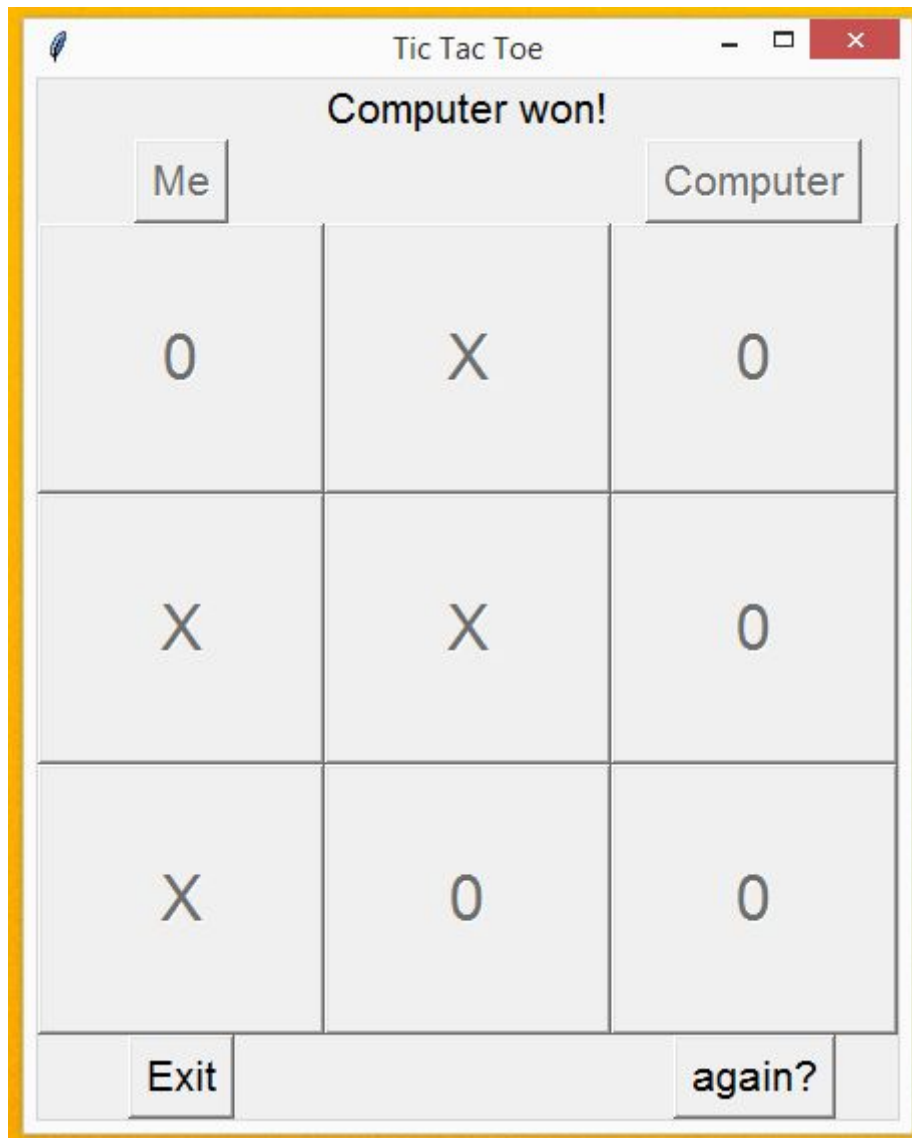 Tic Tac Toe
Computer won!
Me Computer
0 X 0
X X 0
X 0 0
Exit again?